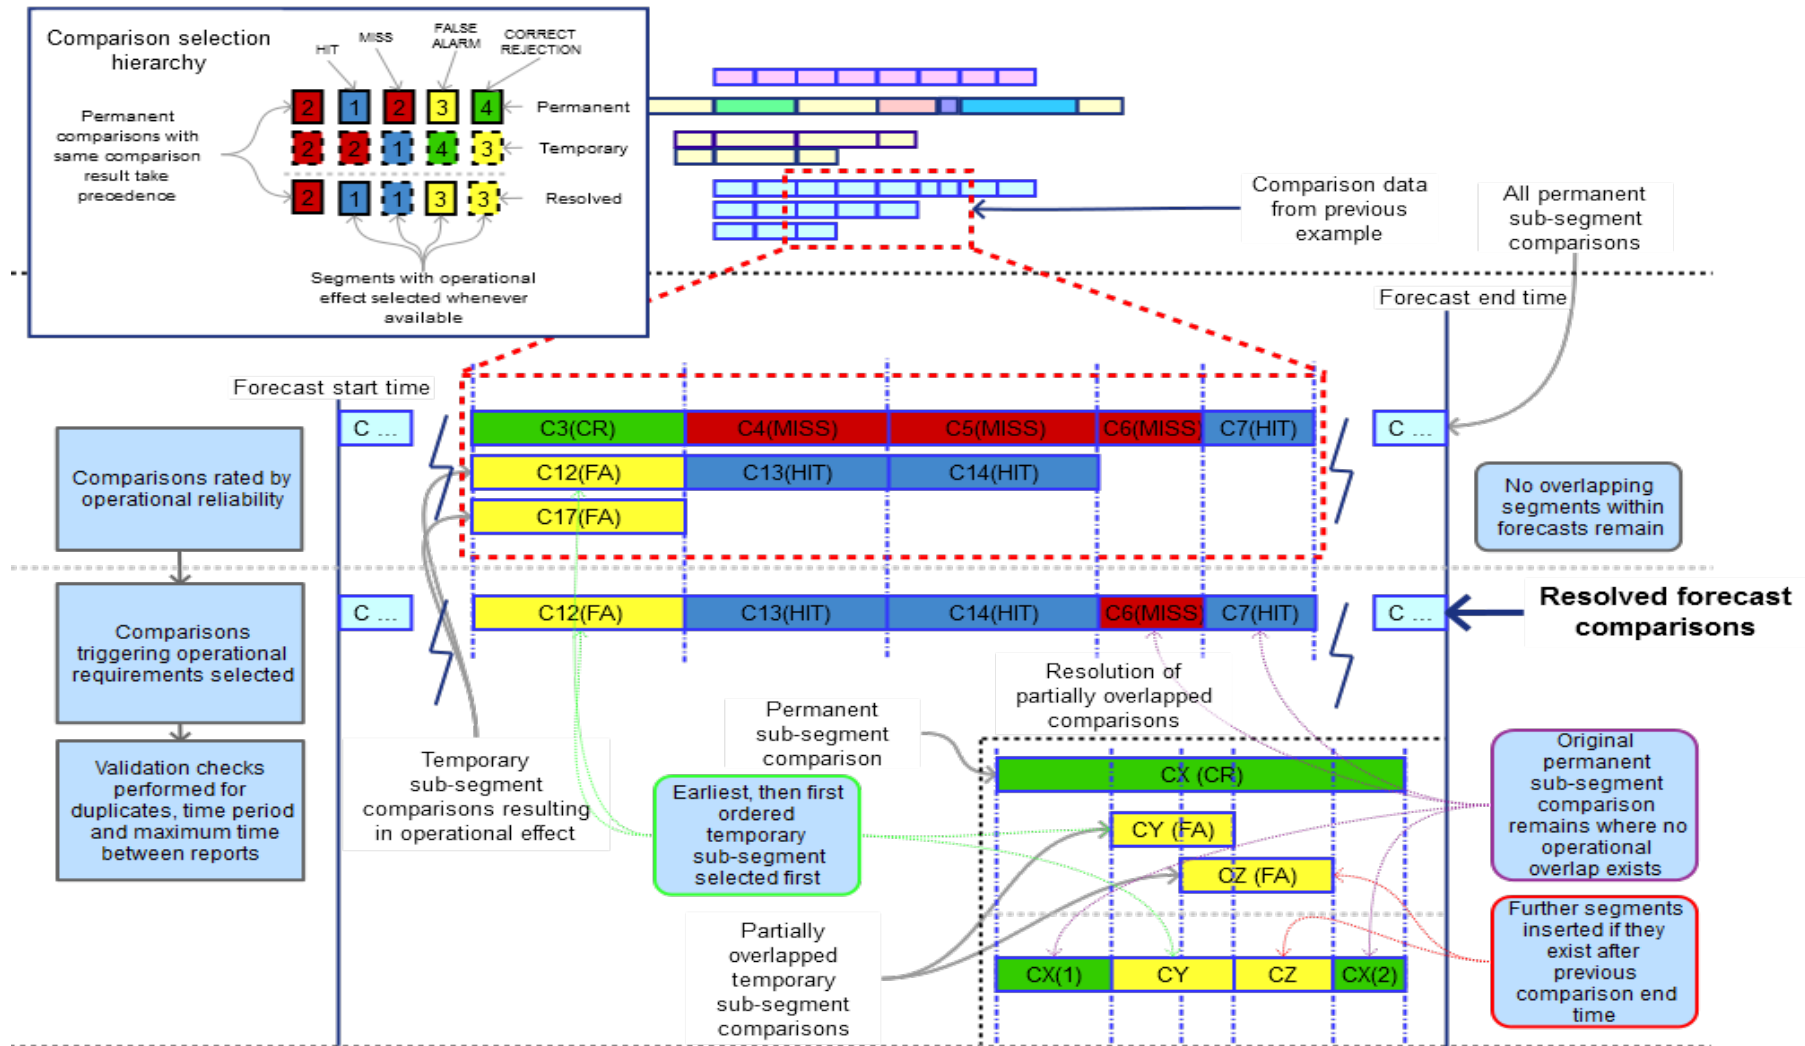 Comparison selection
hierarchy
HIT
MISS
FALSE
ALARM
CORRECT
REJECTION
Permanent
comparisons with
same comparison
result take
precedence
2 1 2 3 4 Permanent
2 2 1 4 3 Temporary
2 1 1 3 3 Resolved
Segments with operational
effect selected whenever
available
Comparison data
from previous
example
All permanent
sub-segment
comparisons
Forecast start time
Forecast end time
C ... C3(CR) C4(MISS) C5(MISS) C6(MISS) C7(HIT) C ...
C12(FA) C13(HIT) C14(HIT)
C17(FA)
Comparisons rated by
operational reliability
No overlapping
segments within
forecasts remain
C ... C12(FA) C13(HIT) C14(HIT) C6(MISS) C7(HIT) C ...
Resolved forecast
comparisons
Comparisons
triggering operational
requirements selected
Validation checks
performed for
duplicates, time period
and maximum time
between reports
Temporary
sub-segment
comparisons resulting
in operational effect
Earliest, then first
ordered
temporary
sub-segment
selected first
Permanent
sub-segment
comparison
Resolution of
partially overlapped
comparisons
CX (CR)
CY (FA)
CZ (FA)
CX(1) CY CZ CX(2)
Partially
overlapped
temporary
sub-segment
comparisons
Original
permanent
sub-segment
comparison
remains where no
operational
overlap exists
Further segments
inserted if they
exist after
previous
comparison end
time